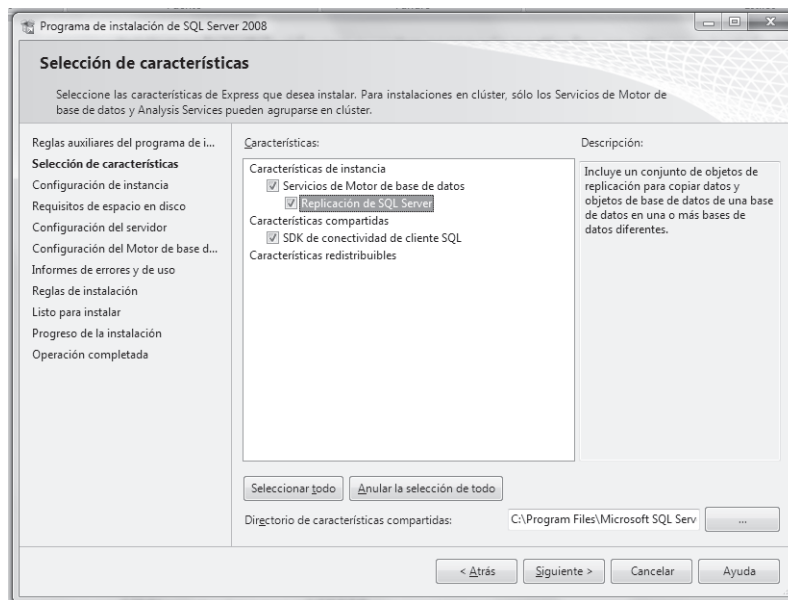 Programa de instalación de SQL Server 2008
Selección de características
Seleccione las características de Express que desea instalar. Para instalaciones en clúster, sólo los Servicios de Motor de
base de datos y Analysis Services pueden agruparse en clúster.
Reglas auxiliares del programa de i...
Selección de características
Configuración de instancia
Requisitos de espacio en disco
Configuración del servidor
Configuración del Motor de base d...
Informes de errores y de uso
Reglas de instalación
Listo para instalar
Progreso de la instalación
Operación completada
Características:
Características de instancia
Servicios de Motor de base de datos
Replicación de SQL Server
Características compartidas
SDK de conectividad de cliente SQL
Características redistribuibles
Descripción:
Incluye un conjunto de objetos de
replicación para copiar datos y
objetos de base de datos de una base
de datos en una o más bases de
datos diferentes.
Seleccionar todo
Anular la selección de todo
Directorio de características compartidas:
C:\Program Files\Microsoft SQL Serv
...
< Atrás
Siguiente >
Cancelar
Ayuda